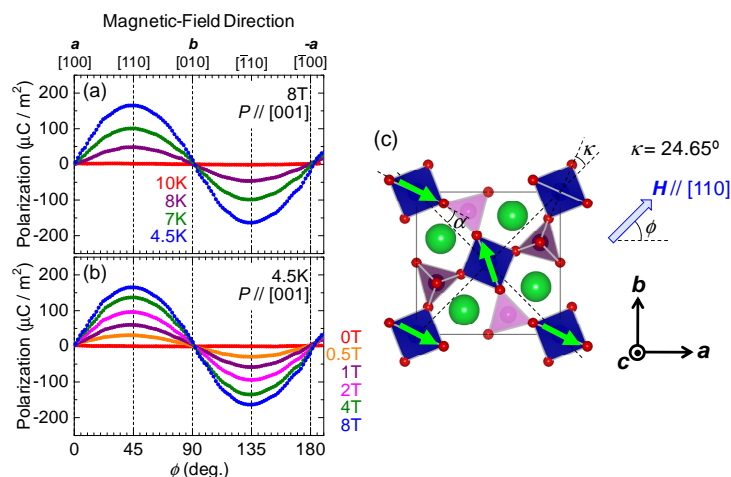 Magnetic-Field Direction
a b -a
[100] [110] [010] [1̄10] [1̄00]
(a) 8T
P // [001]
200
100
0
-100
-200
Polarization (μC / m²)
10K
8K
7K
4.5K
(b) 4.5K
P // [001]
200
100
0
-100
-200
Polarization (μC / m²)
0T
0.5T
1T
2T
4T
8T
0 45 90 135 180
ϕ (deg.)
(c)
κ κ = 24.65º
H // [110]
ϕ
α
b
c a